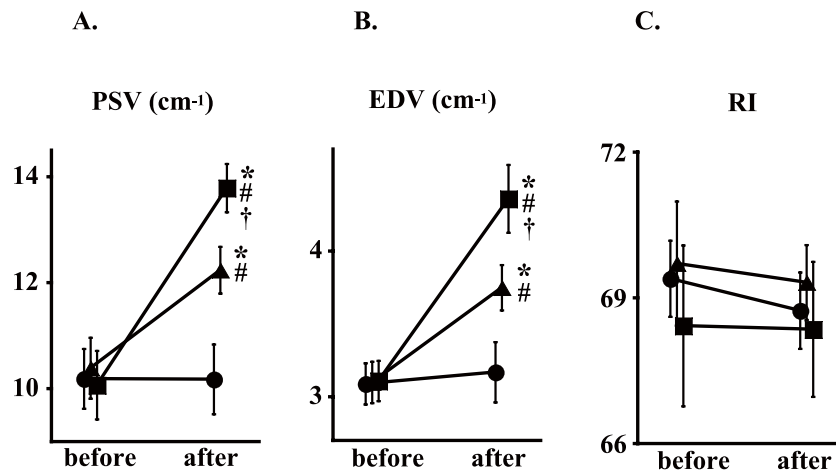 A.
B.
C.
PSV (cm-1)
EDV (cm-1)
RI
14
12
10
*
#
†
*
#
before after
4
3
*
#
†
*
#
before after
72
69
66
before after